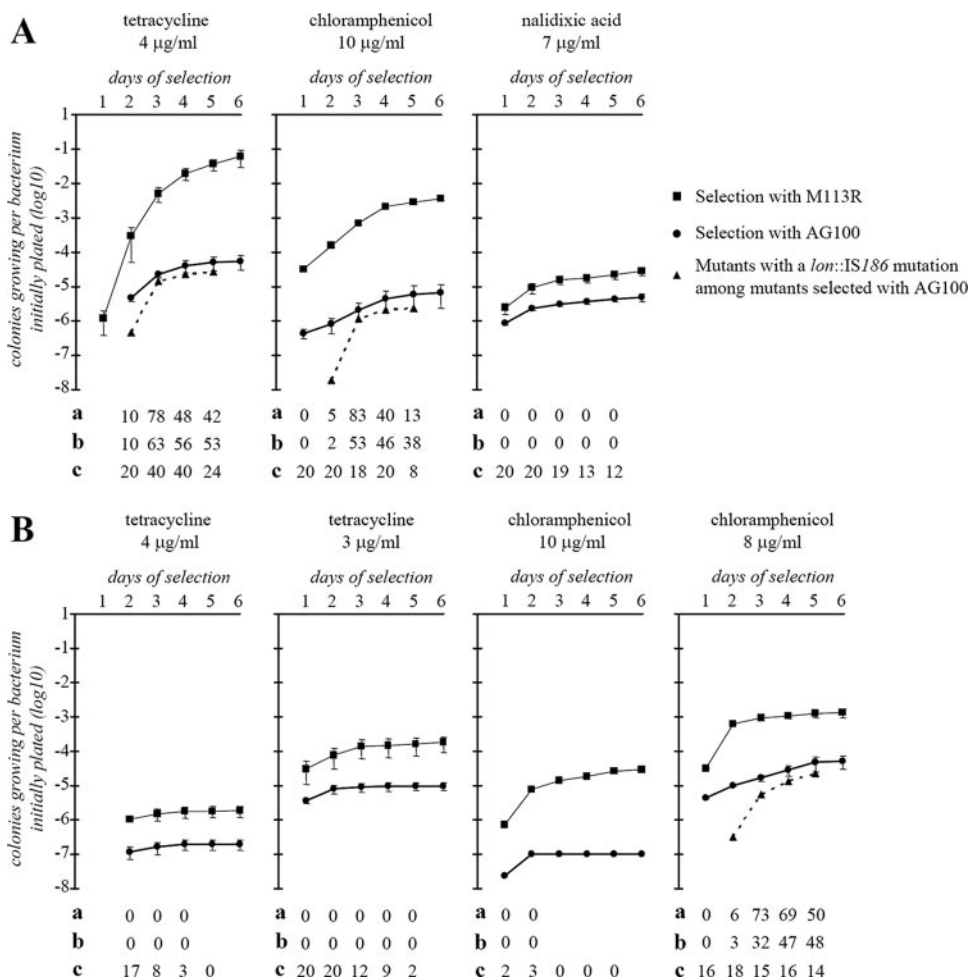 A
tetracycline
4 µg/ml
chloramphenicol
10 µg/ml
nalidixic acid
7 µg/ml
days of selection
days of selection
days of selection
1 2 3 4 5 6
1 2 3 4 5 6
1 2 3 4 5 6
1
-1
-2
-3
-4
-5
-6
-7
-8
colonies growing per bacterium
initially plated (log10)
Selection with M113R
Selection with AG100
Mutants with a lon::IS186 mutation
among mutants selected with AG100
a 10 78 48 42
b 10 63 56 53
c 20 40 40 24
a 0 5 83 40 13
b 0 2 53 46 38
c 20 20 18 20 8
a 0 0 0 0 0
b 0 0 0 0 0
c 20 20 19 13 12
B
tetracycline
4 µg/ml
tetracycline
3 µg/ml
chloramphenicol
10 µg/ml
chloramphenicol
8 µg/ml
days of selection
days of selection
days of selection
days of selection
1 2 3 4 5 6
1 2 3 4 5 6
1 2 3 4 5 6
1 2 3 4 5 6
1
-1
-2
-3
-4
-5
-6
-7
-8
colonies growing per bacterium
initially plated (log10)
a 0 0 0
b 0 0 0
c 17 8 3 0
a 0 0 0 0 0
b 0 0 0 0 0
c 20 20 12 9 2
a 0 0
b 0 0
c 2 3 0 0 0
a 0 6 73 69 50
b 0 3 32 47 48
c 16 18 15 16 14